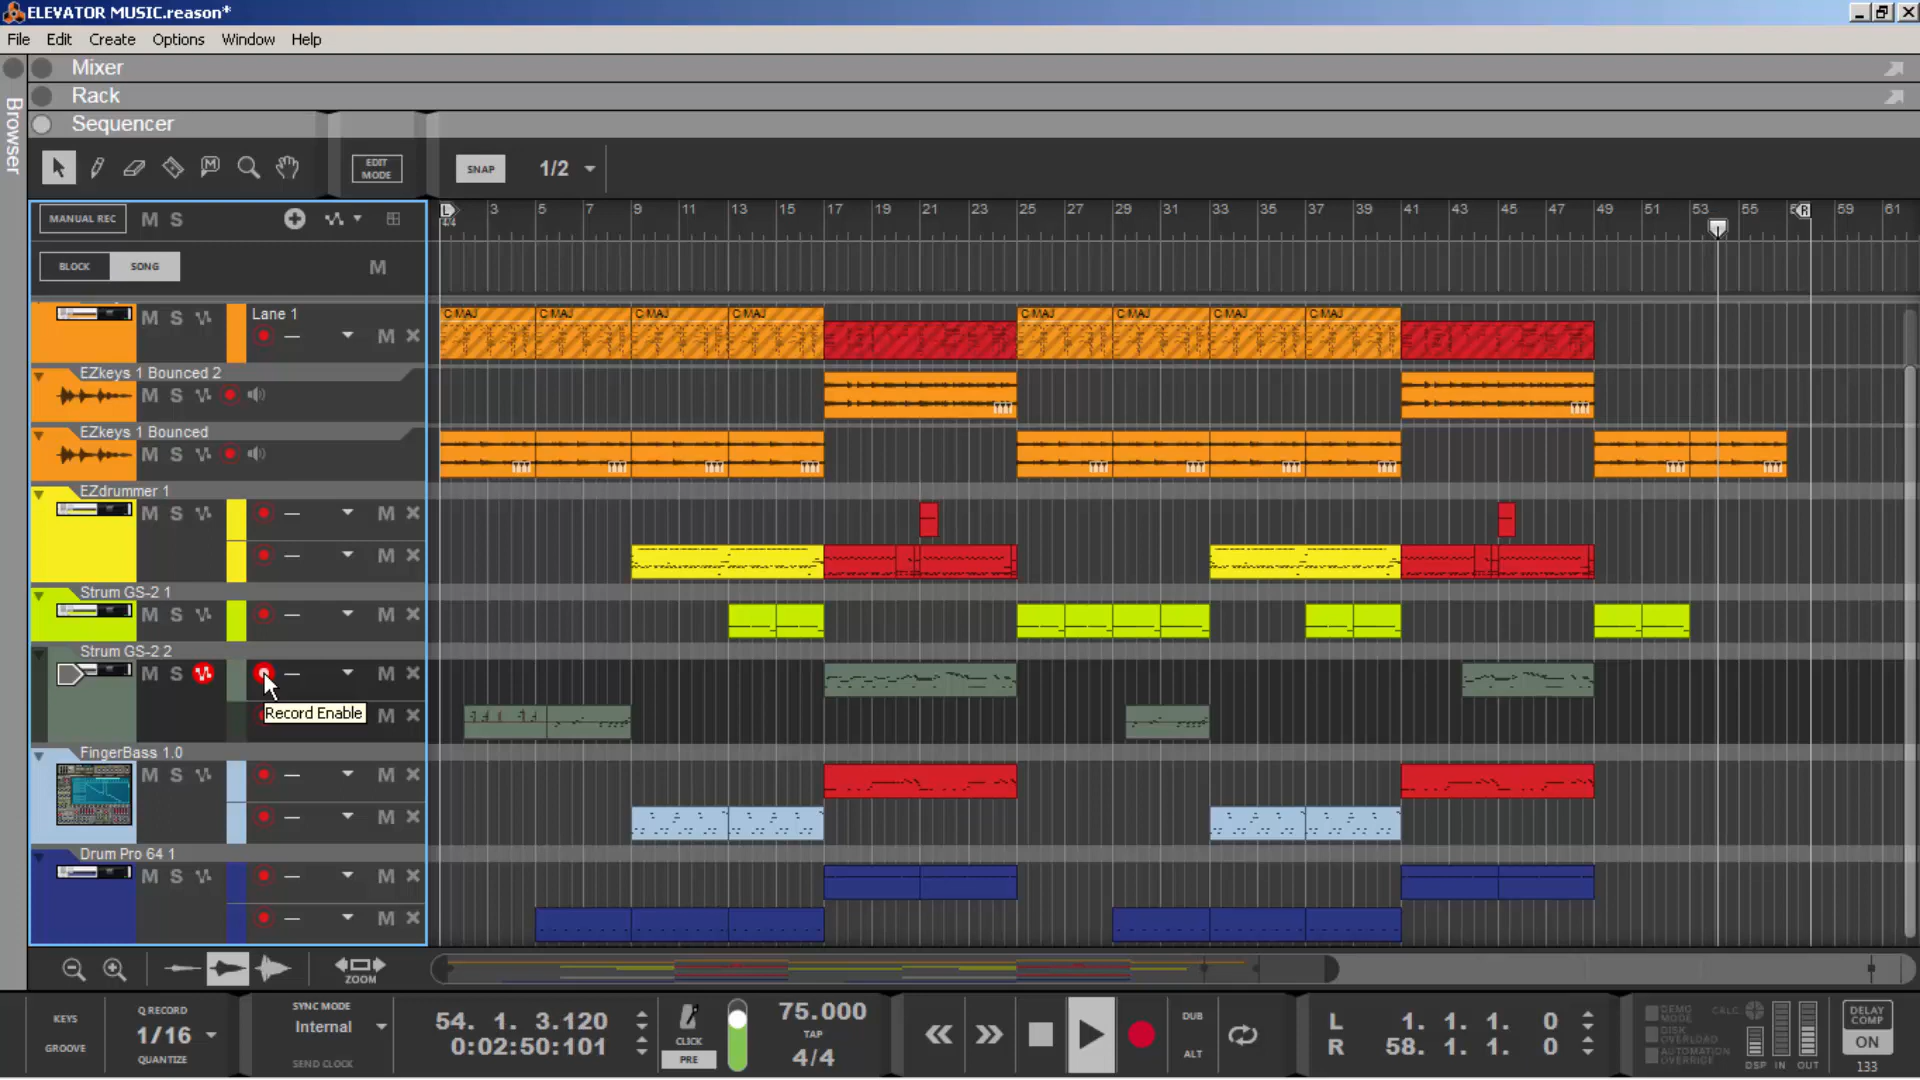 ELEVATOR MUSIC.reason*
File Edit Create Options Window Help
Browser
Mixer
Rack
Sequencer
EDIT MODE
SNAP 1/2
MANUAL REC M S
L 3 5 7 9 11 13 15 17 19 21 23 25 27 29 31 33 35 37 39 41 43 45 47 49 51 53 55 R 59 61
4/4
BLOCK SONG M
M S Lane 1
M
C MAJ C MAJ C MAJ C MAJ C MAJ C MAJ C MAJ C MAJ
EZkeys 1 Bounced 2
M S
EZkeys 1 Bounced
M S
EZdrummer 1
M S M
M
Strum GS-2 1
M S M
Strum GS-2 2
M S M
Record Enable M
FingerBass 1.0
M S M
M
Drum Pro 64 1
M S M
M
ZOOM
KEYS
GROOVE
Q RECORD
1/16
QUANTIZE
SYNC MODE
Internal
SEND CLOCK
54. 1. 3.120
0:02:50:101
CLICK
PRE
75.000
TAP
4/4
DUB
ALT
L 1. 1. 1. 0
R 58. 1. 1. 0
DEMO MODE
DISK OVERLOAD
AUTOMATION OVERRIDE
CALC
DSP IN OUT
DELAY COMP
ON
133